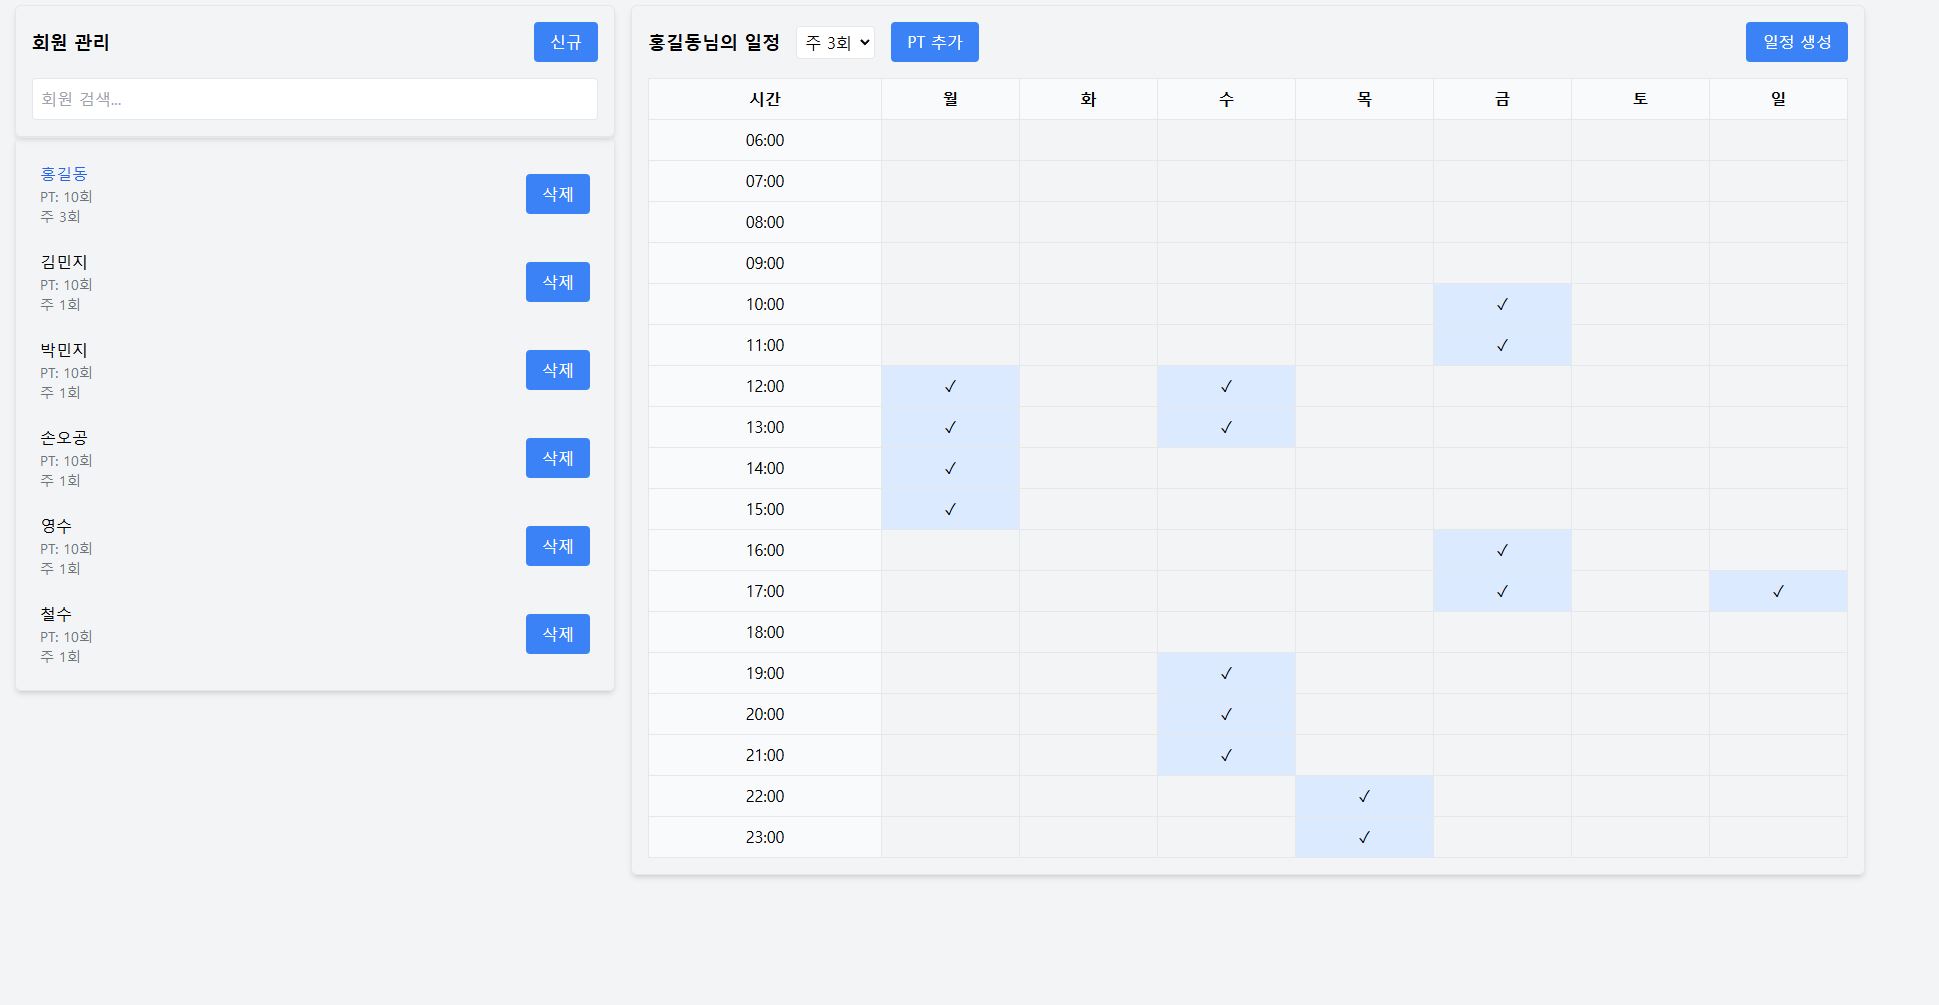 회원 관리 신규
회원 검색...
홍길동
PT: 10회
주 3회
삭제
김민지
PT: 10회
주 1회
삭제
박민지
PT: 10회
주 1회
삭제
손오공
PT: 10회
주 1회
삭제
영수
PT: 10회
주 1회
삭제
철수
PT: 10회
주 1회
삭제
홍길동님의 일정 주 3회 PT 추가 일정 생성
시간 월 화 수 목 금 토 일
06:00
07:00
08:00
09:00
10:00 ✓
11:00 ✓
12:00 ✓ ✓
13:00 ✓ ✓
14:00 ✓
15:00 ✓
16:00 ✓
17:00 ✓ ✓
18:00
19:00 ✓
20:00 ✓
21:00 ✓
22:00 ✓
23:00 ✓